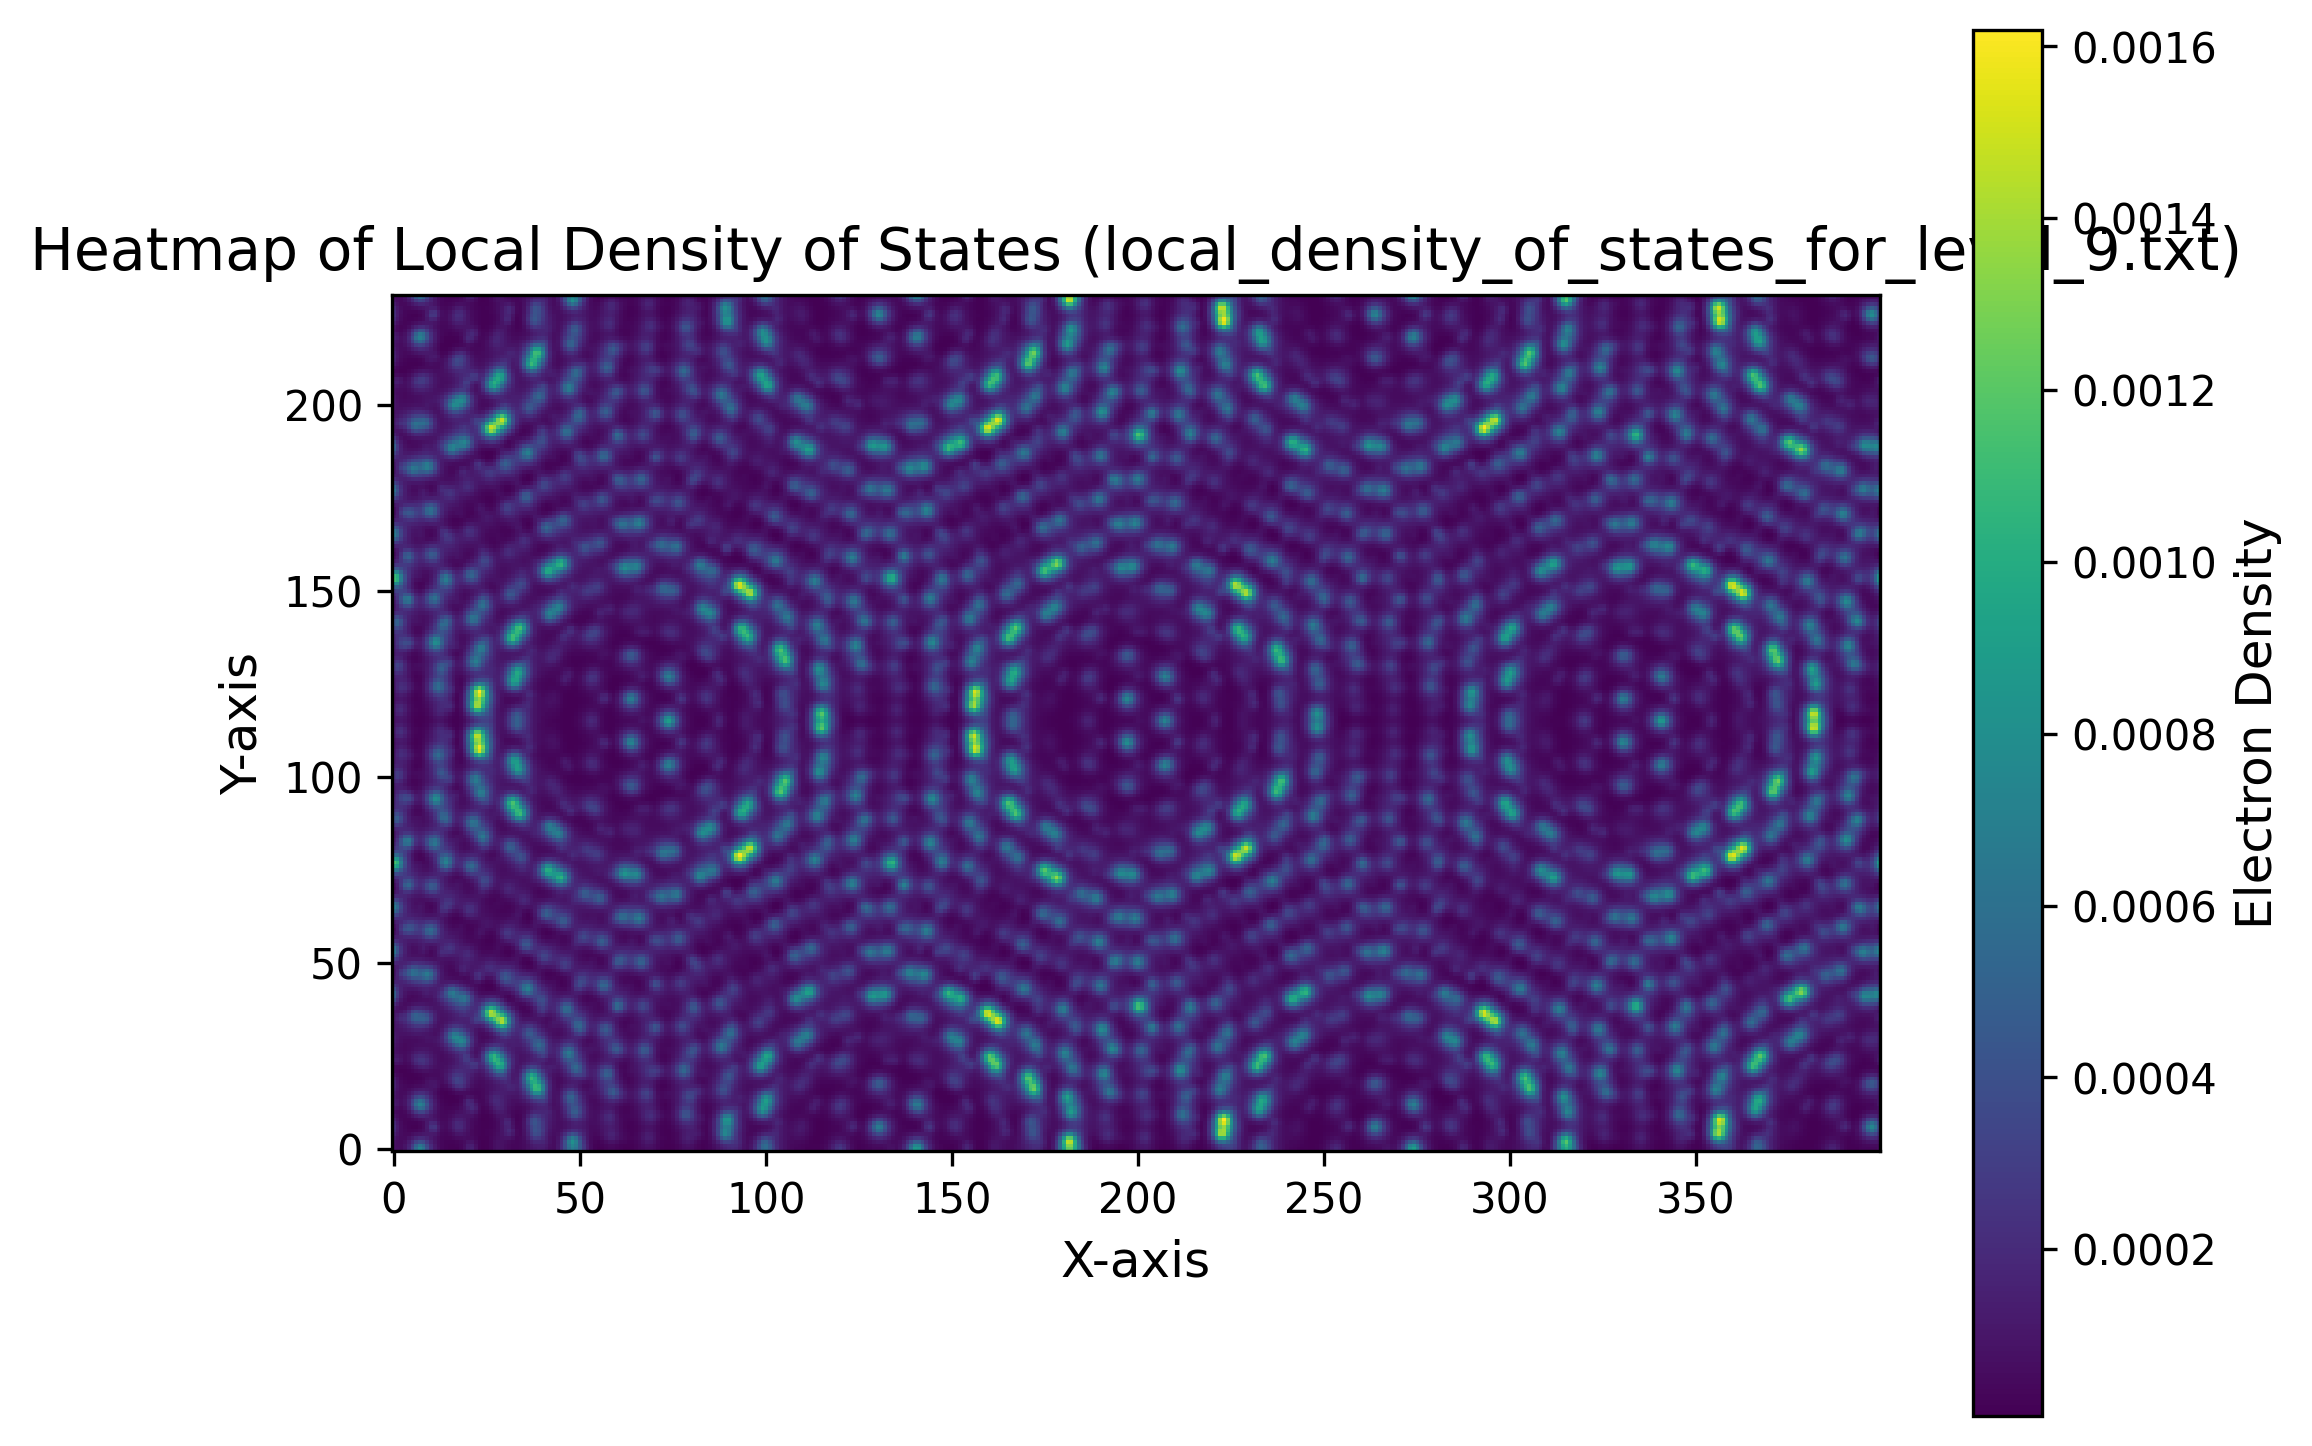 Heatmap of Local Density of States (local_density_of_states_for_level_9.txt)
0.0016
0.0014
0.0012
0.0010
0.0008
0.0006
0.0004
0.0002
Electron Density
Y-axis
200
150
100
50
0
0 50 100 150 200 250 300 350
X-axis